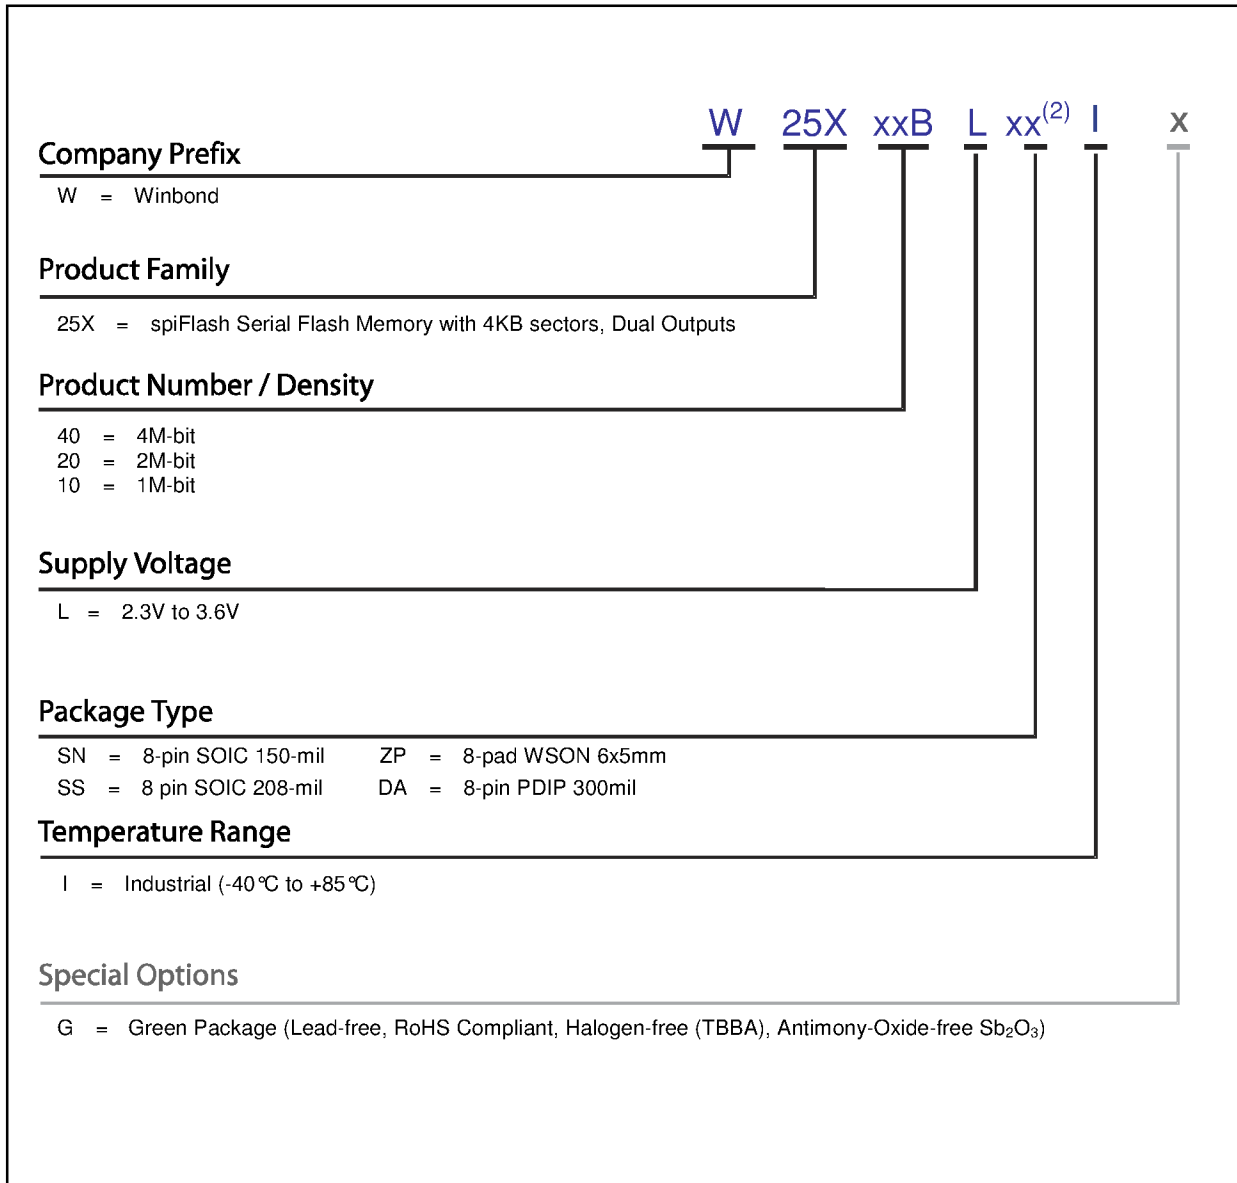 W 25X xxB L xx(2) I x
Company Prefix
W = Winbond
Product Family
25X = spiFlash Serial Flash Memory with 4KB sectors, Dual Outputs
Product Number / Density
40 = 4M-bit
20 = 2M-bit
10 = 1M-bit
Supply Voltage
L = 2.3V to 3.6V
Package Type
SN = 8-pin SOIC 150-mil ZP = 8-pad WSON 6x5mm
SS = 8 pin SOIC 208-mil DA = 8-pin PDIP 300mil
Temperature Range
I = Industrial (-40°C to +85°C)
Special Options
G = Green Package (Lead-free, RoHS Compliant, Halogen-free (TBBA), Antimony-Oxide-free Sb₂O₃)